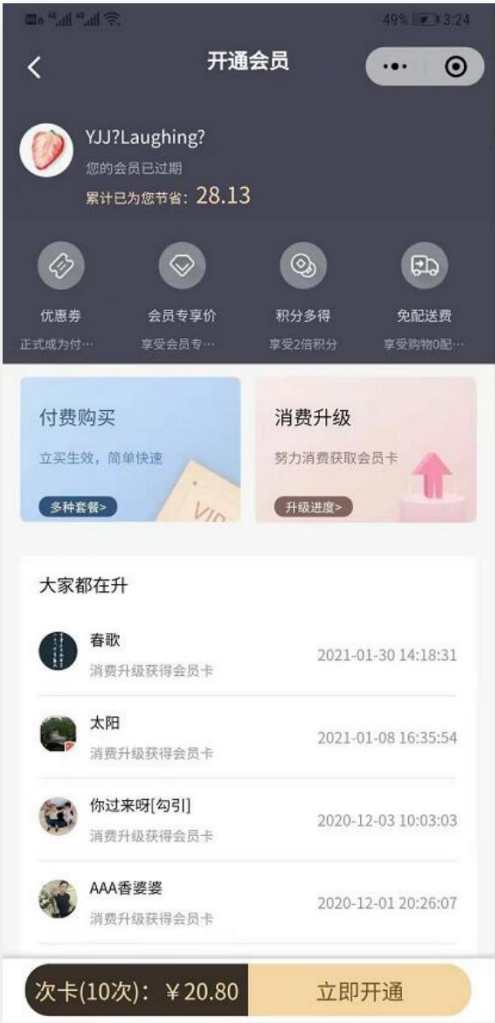 49% 3:24
开通会员
YJJ?Laughing?
您的会员已过期
累计已为您节省：28.13
优惠券 会员专享价 积分多得 免配送费
正式成为付… 享受会员专… 享受2倍积分 享受购物0配…
付费购买 消费升级
立买生效，简单快速 努力消费获取会员卡
多种套餐> 升级进度>
VIP
大家都在升
春歌
消费升级获得会员卡 2021-01-30 14:18:31
太阳
消费升级获得会员卡 2021-01-08 16:35:54
你过来呀[勾引]
消费升级获得会员卡 2020-12-03 10:03:03
AAA香婆婆
消费升级获得会员卡 2020-12-01 20:26:07
次卡(10次)：￥20.80 立即开通